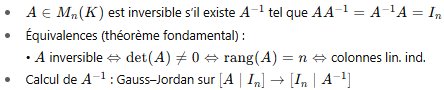 • A ∈ Mₙ(K) est inversible s’il existe A⁻¹ tel que AA⁻¹ = A⁻¹A = Iₙ
• Équivalences (théorème fondamental) :
• A inversible ⇔ det(A) ≠ 0 ⇔ rang(A) = n ⇔ colonnes lin. ind.
• Calcul de A⁻¹ : Gauss–Jordan sur [A | Iₙ] → [Iₙ | A⁻¹]